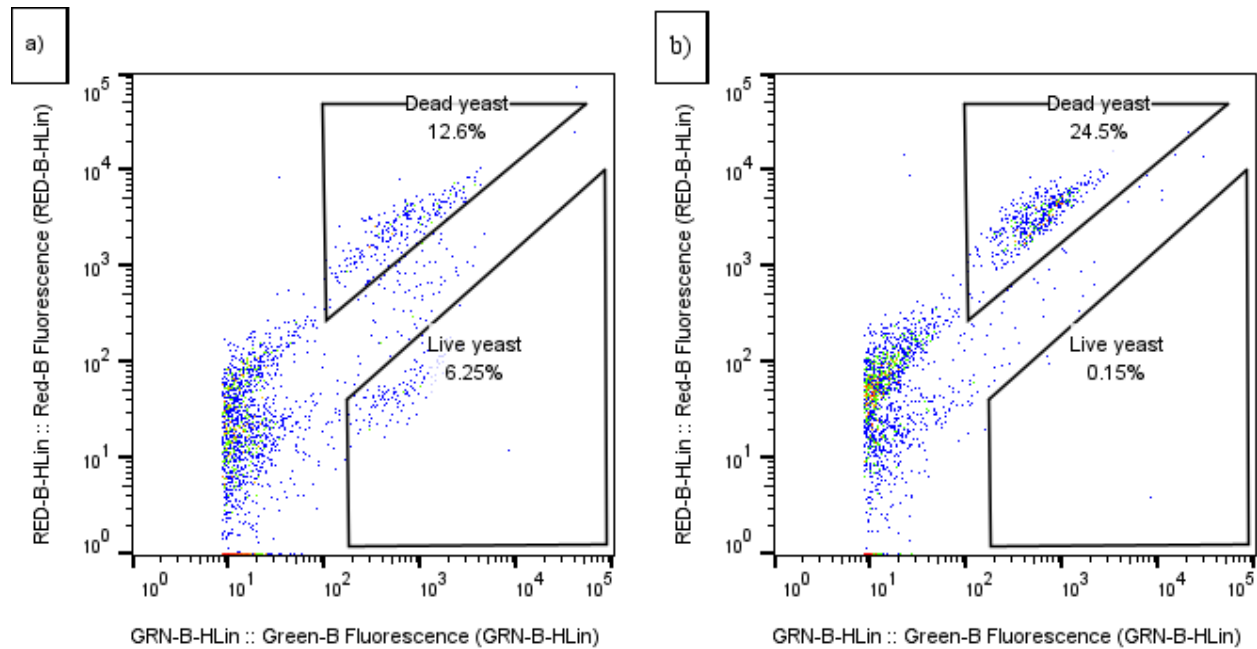 a)
10^5
10^4
10^3
10^2
10^1
10^0
RED-B-HLin :: Red-B Fluorescence (RED-B-HLin)
Dead yeast
12.6%
Live yeast
6.25%
10^0 10^1 10^2 10^3 10^4 10^5
GRN-B-HLin :: Green-B Fluorescence (GRN-B-HLin)
b)
10^5
10^4
10^3
10^2
10^1
10^0
RED-B-HLin :: Red-B Fluorescence (RED-B-HLin)
Dead yeast
24.5%
Live yeast
0.15%
10^0 10^1 10^2 10^3 10^4 10^5
GRN-B-HLin :: Green-B Fluorescence (GRN-B-HLin)